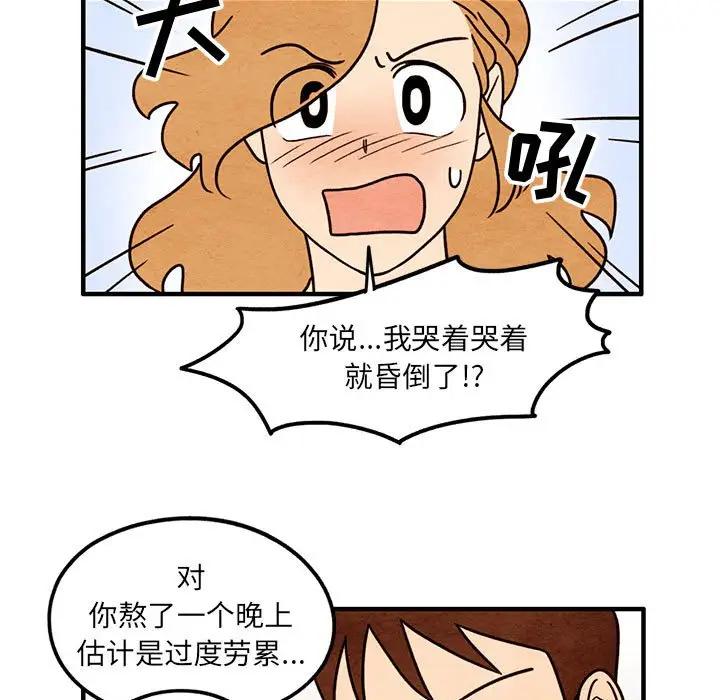 大
吼
你说...我哭着哭着
就昏倒了!?
对
你熬了一个晚上
估计是过度劳累...